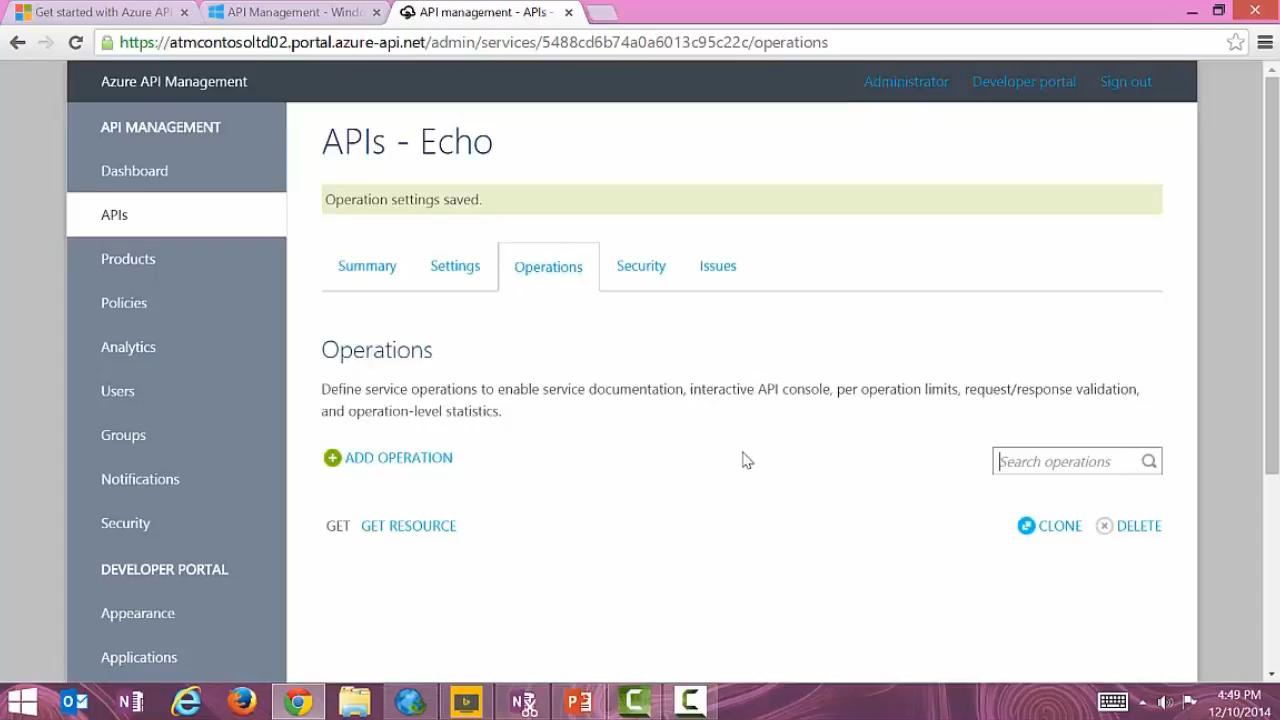 Get started with Azure API
API Management - Windo
API management - APIs -
https://atmcontosoltd02.portal.azure-api.net/admin/services/5488cd6b74a0a6013c95c22c/operations
Azure API Management
Administrator
Developer portal
Sign out
API MANAGEMENT
Dashboard
APIs
Products
Policies
Analytics
Users
Groups
Notifications
Security
DEVELOPER PORTAL
Appearance
Applications
APIs - Echo
Operation settings saved.
Summary
Settings
Operations
Security
Issues
Operations
Define service operations to enable service documentation, interactive API console, per operation limits, request/response validation,
and operation-level statistics.
ADD OPERATION
Search operations
GET GET RESOURCE
CLONE
DELETE
4:49 PM
12/10/2014